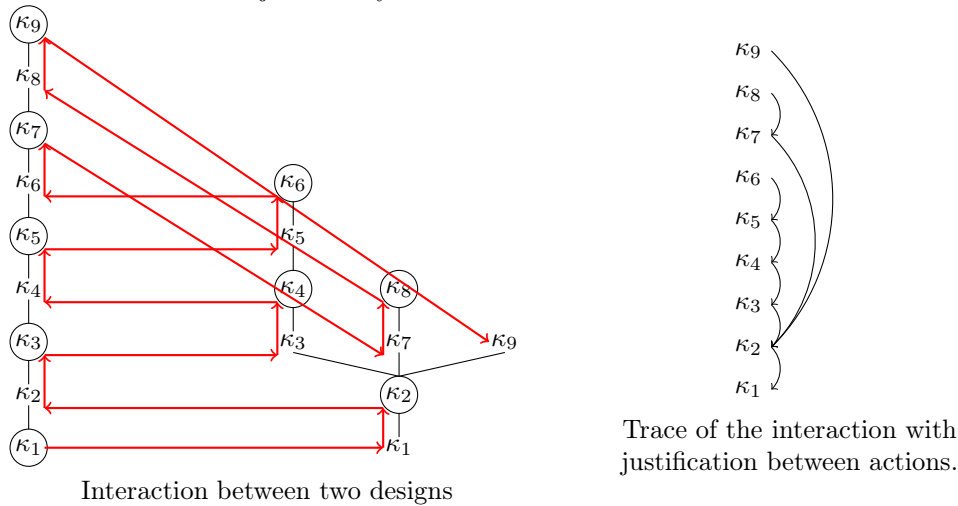 κ9
κ8
κ7
κ6
κ5
κ4
κ3
κ2
κ1
κ6
κ5
κ4
κ8
κ3
κ7
κ9
κ2
κ1
Interaction between two designs
κ9
κ8
κ7
κ6
κ5
κ4
κ3
κ2
κ1
Trace of the interaction with
justification between actions.